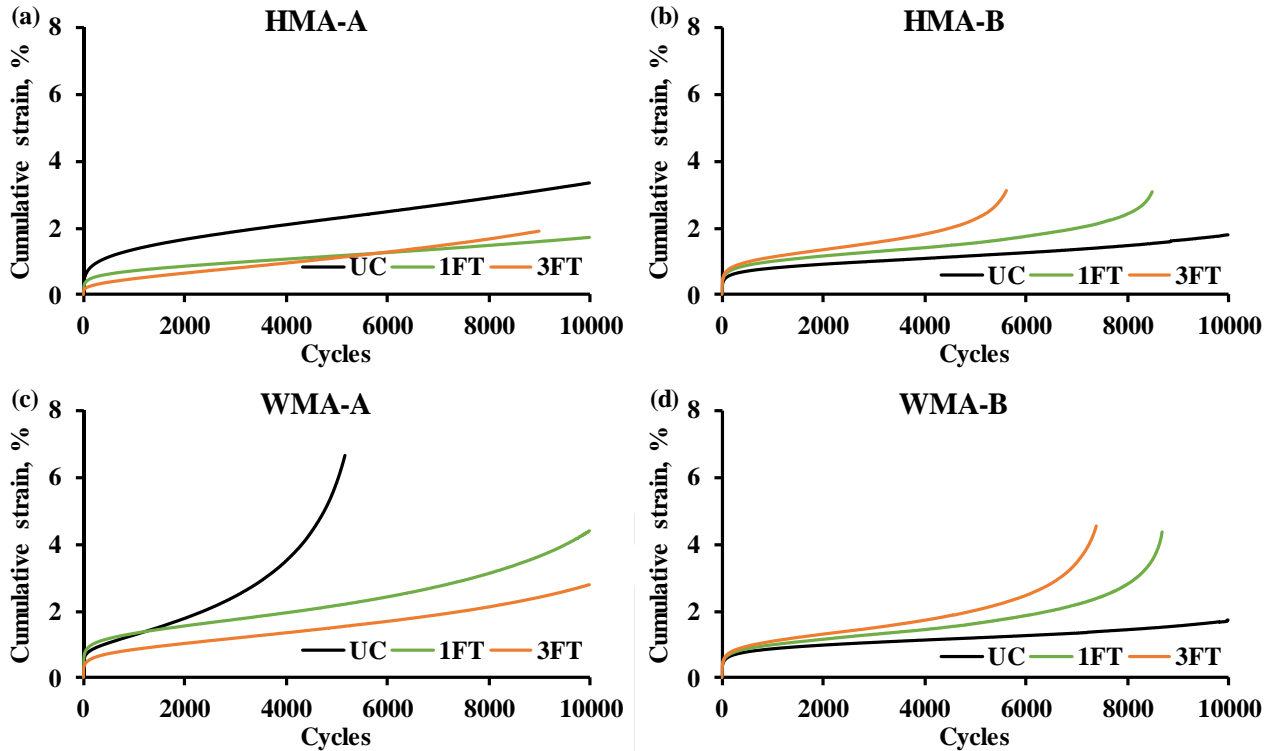 (a) HMA-A
Cumulative strain, %
8
6
4
2
0
UC 1FT 3FT
0 2000 4000 6000 8000 10000
Cycles
(b) HMA-B
Cumulative strain, %
8
6
4
2
0
UC 1FT 3FT
0 2000 4000 6000 8000 10000
Cycles
(c) WMA-A
Cumulative strain, %
8
6
4
2
0
UC 1FT 3FT
0 2000 4000 6000 8000 10000
Cycles
(d) WMA-B
Cumulative strain, %
8
6
4
2
0
UC 1FT 3FT
0 2000 4000 6000 8000 10000
Cycles